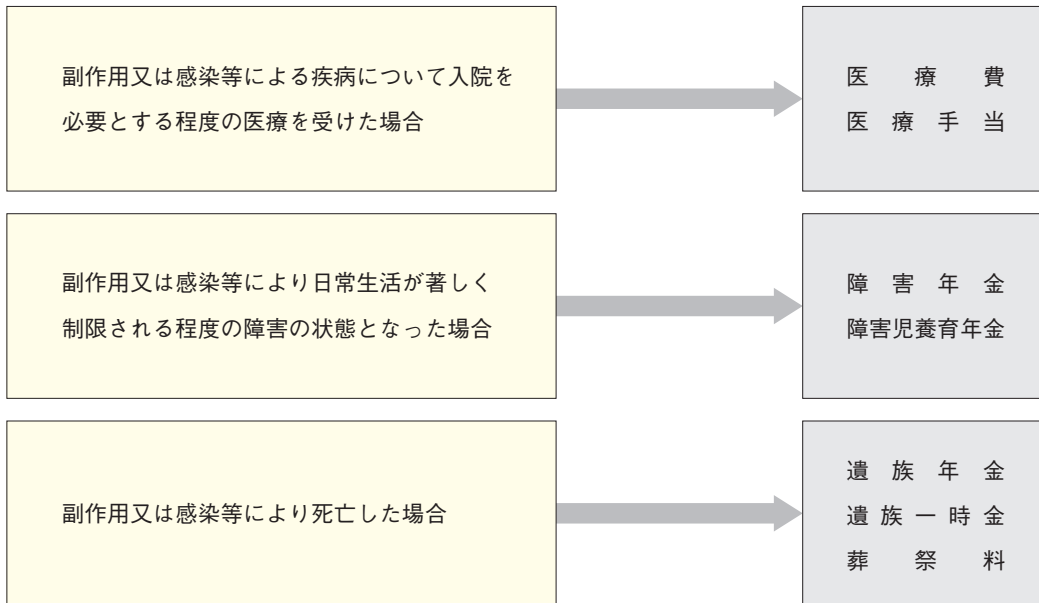 副作用又は感染等による疾病について入院を
必要とする程度の医療を受けた場合
医療費
医療手当
副作用又は感染等により日常生活が著しく
制限される程度の障害の状態となった場合
障害年金
障害児養育年金
副作用又は感染等により死亡した場合
遺族年金
遺族一時金
葬祭料